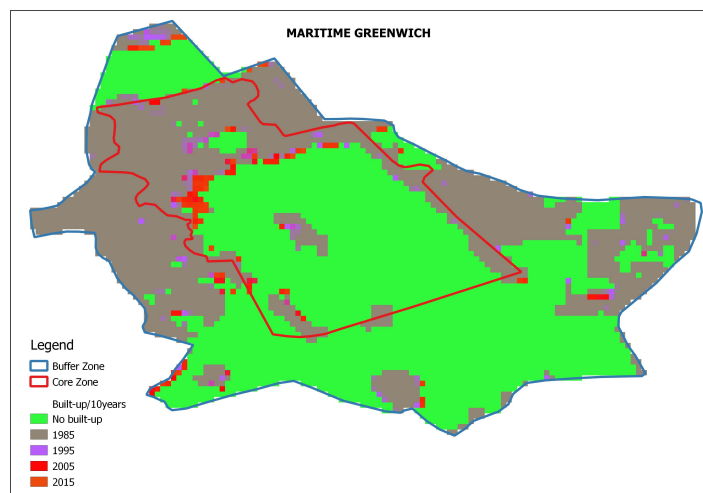 MARITIME GREENWICH
Legend
Buffer Zone
Core Zone
Built-up/10years
No built-up
1985
1995
2005
2015